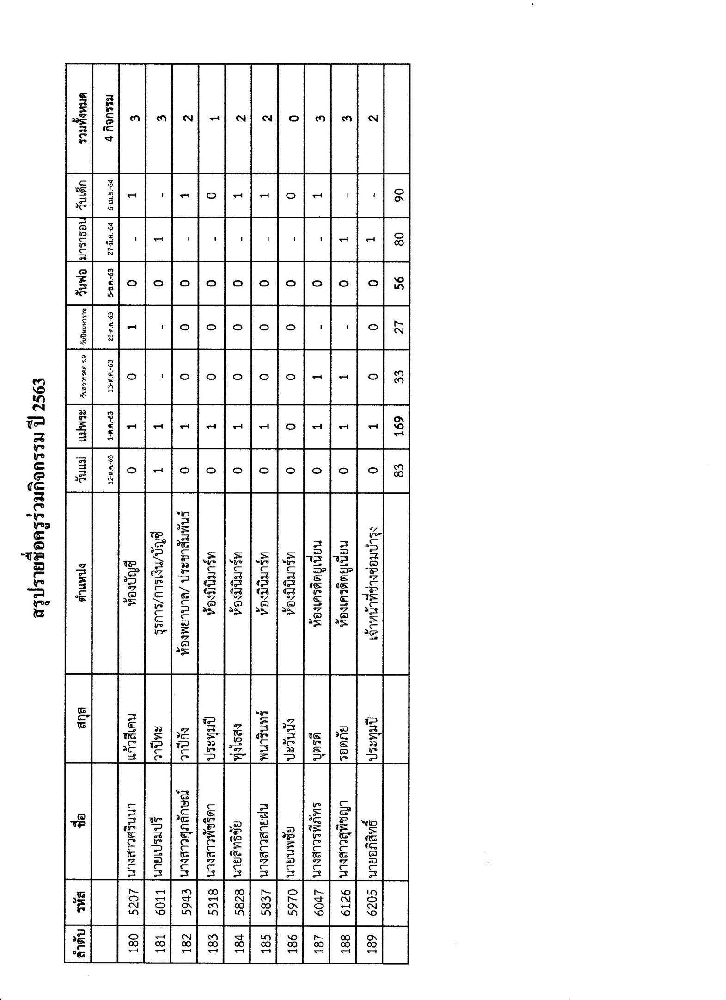 สรุปรายชื่อครูร่วมกิจกรรม ปี 2563
ลำดับ รหัส ชื่อ สกุล ตำแหน่ง วันแม่ แม่พระ วันสวรรคต ร.9 วันปิยมหาราช วันพ่อ มาราธอน วันเด็ก รวมทั้งหมด
12-ส.ค.-63 1-ต.ค.-63 13-ต.ค.-63 23-ต.ค.-63 5-ธ.ค.-63 27-มี.ค.-64 6-เม.ย.-64 4 กิจกรรม
180 5207 นางสาวศรินนา แก้วสีเคน ห้องบัญชี 0 1 0 1 0 - 1 3
181 6011 นายเปรมปรี วาปีทะ ธุรการ/การเงิน/บัญชี 1 1 - - 0 1 - 3
182 5943 นางสาวศุภลักษณ์ วาปีกัง ห้องพยาบาล/ ประชาสัมพันธ์ 0 1 0 0 0 - 1 2
183 5318 นางสาวพัชริดา ประทุมปี ห้องมินิมาร์ท 0 1 0 0 0 - 0 1
184 5828 นายสิทธิชัย ทุ่งไธสง ห้องมินิมาร์ท 0 1 0 0 0 - 1 2
185 5837 นางสาวสายฝน พนารินทร์ ห้องมินิมาร์ท 0 1 0 0 0 - 1 2
186 5970 นายนพชัย ปะวันนัง ห้องมินิมาร์ท 0 0 0 0 0 - 0 0
187 6047 นางสาวรพีภัทร บุตรดี ห้องเครดิตยูเนี่ยน 0 1 1 - 0 - 1 3
188 6126 นางสาวสุพิชญา รอตภัย ห้องเครดิตยูเนี่ยน 0 1 1 - 0 1 - 3
189 6205 นายอภิสิทธิ์ ประทุมปี เจ้าหน้าที่ช่างซ่อมบำรุง 0 1 0 0 0 1 - 2
83 169 33 27 56 80 90